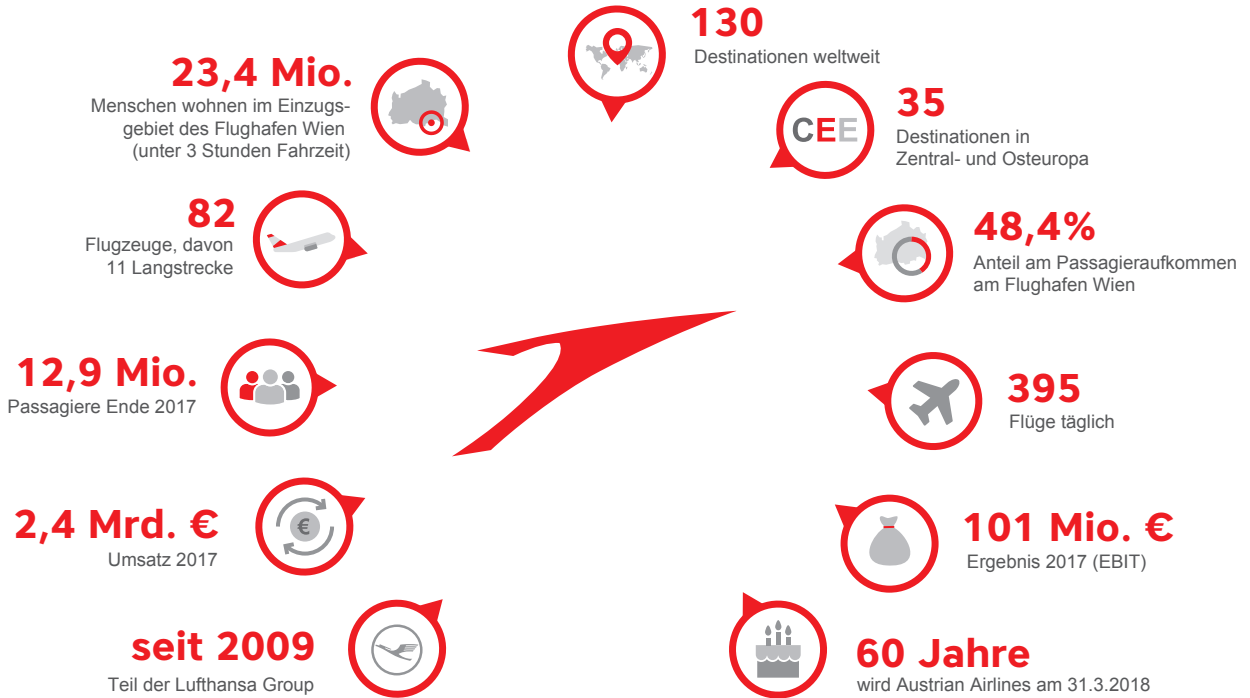 130
Destinationen weltweit
23,4 Mio.
Menschen wohnen im Einzugs-
gebiet des Flughafen Wien
(unter 3 Stunden Fahrzeit)
CEE
35
Destinationen in
Zentral- und Osteuropa
82
Flugzeuge, davon
11 Langstrecke
48,4%
Anteil am Passagieraufkommen
am Flughafen Wien
12,9 Mio.
Passagiere Ende 2017
395
Flüge täglich
2,4 Mrd. €
Umsatz 2017
€
101 Mio. €
Ergebnis 2017 (EBIT)
seit 2009
Teil der Lufthansa Group
60 Jahre
wird Austrian Airlines am 31.3.2018